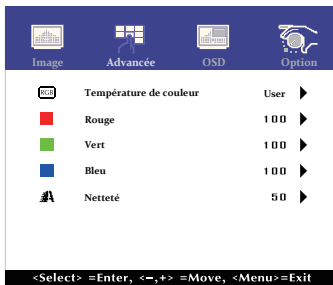 Image Advancée OSD Option
RGB Température de couleur User
Rouge 100
Vert 100
Bleu 100
A Netteté 50
<Select> =Enter, <−,+> =Move, <Menu>=Exit